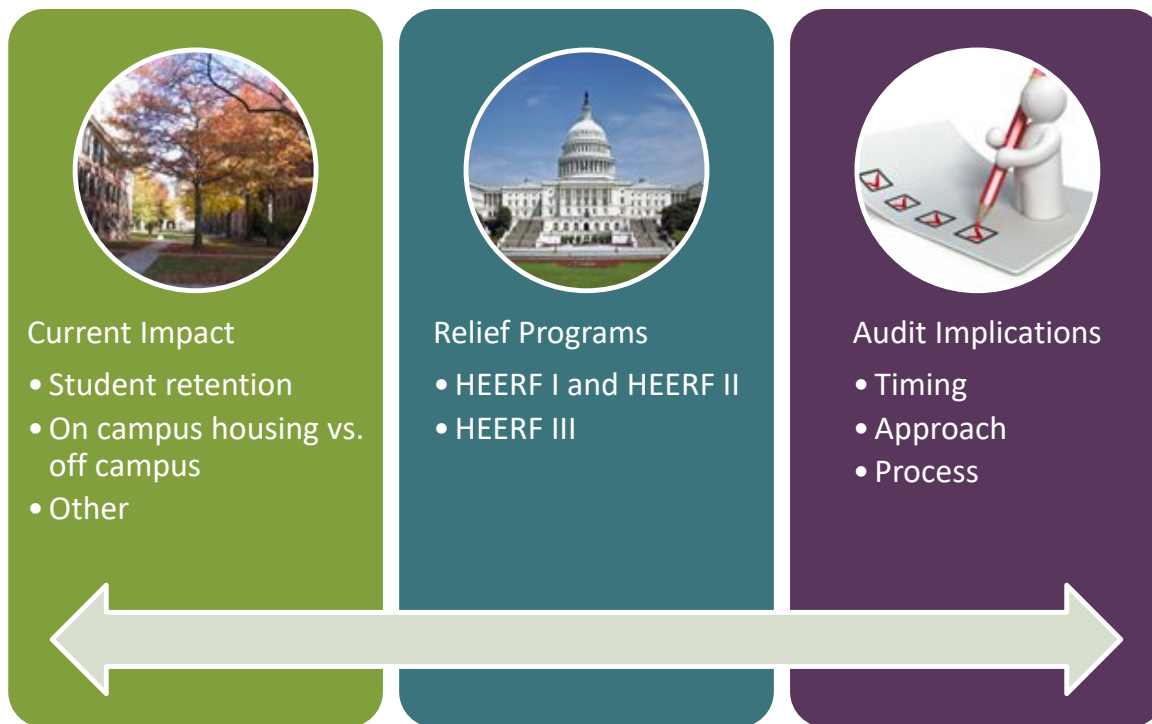 Current Impact
• Student retention
• On campus housing vs.
off campus
• Other
Relief Programs
• HEERF I and HEERF II
• HEERF III
Audit Implications
• Timing
• Approach
• Process